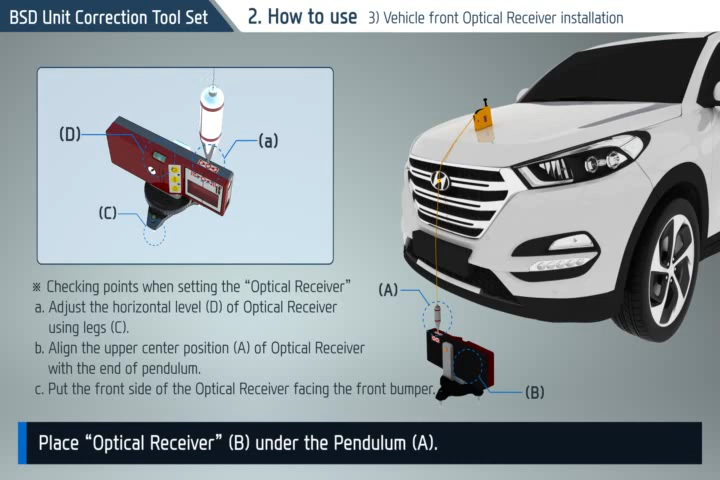 BSD Unit Correction Tool Set
2. How to use 3) Vehicle front Optical Receiver installation
(D)
(a)
(C)
※ Checking points when setting the “Optical Receiver”
a. Adjust the horizontal level (D) of Optical Receiver
using legs (C).
b. Align the upper center position (A) of Optical Receiver
with the end of pendulum.
c. Put the front side of the Optical Receiver facing the front bumper.
(A)
(B)
Place “Optical Receiver” (B) under the Pendulum (A).